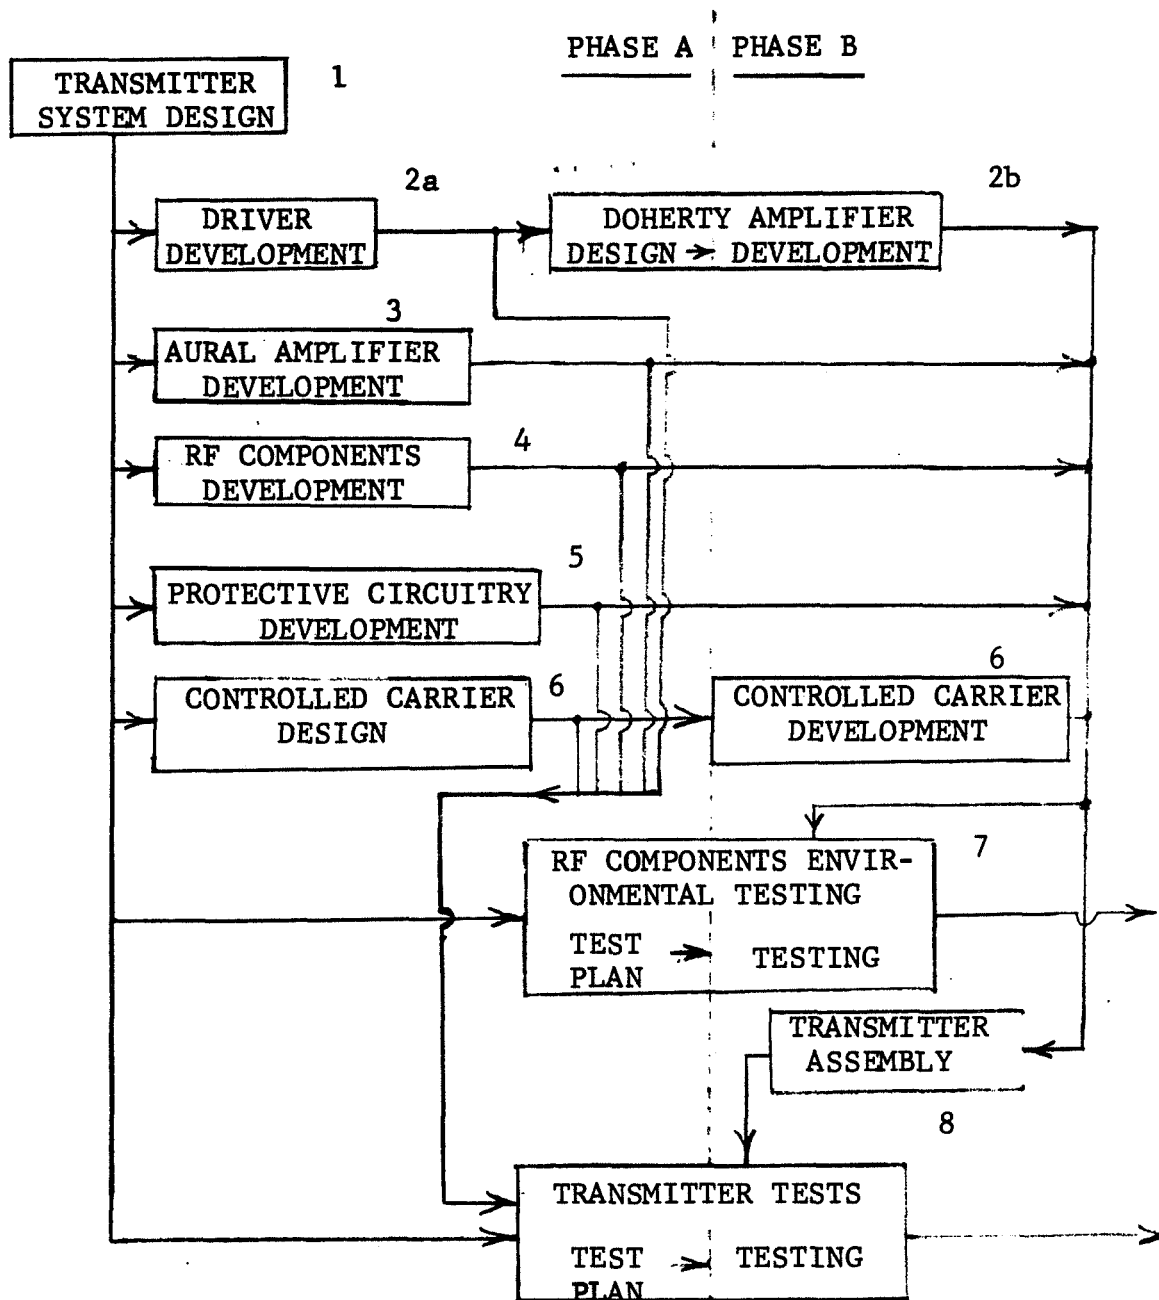 PHASE A PHASE B
1
TRANSMITTER
SYSTEM DESIGN
2a
2b
DRIVER
DEVELOPMENT
DOHERTY AMPLIFIER
DESIGN → DEVELOPMENT
3
AURAL AMPLIFIER
DEVELOPMENT
4
RF COMPONENTS
DEVELOPMENT
5
PROTECTIVE CIRCUITRY
DEVELOPMENT
6
CONTROLLED CARRIER
DESIGN
6
CONTROLLED CARRIER
DEVELOPMENT
7
RF COMPONENTS ENVIR-
ONMENTAL TESTING
TEST
PLAN
TESTING
TRANSMITTER
ASSEMBLY
8
TRANSMITTER TESTS
TEST
PLAN
TESTING